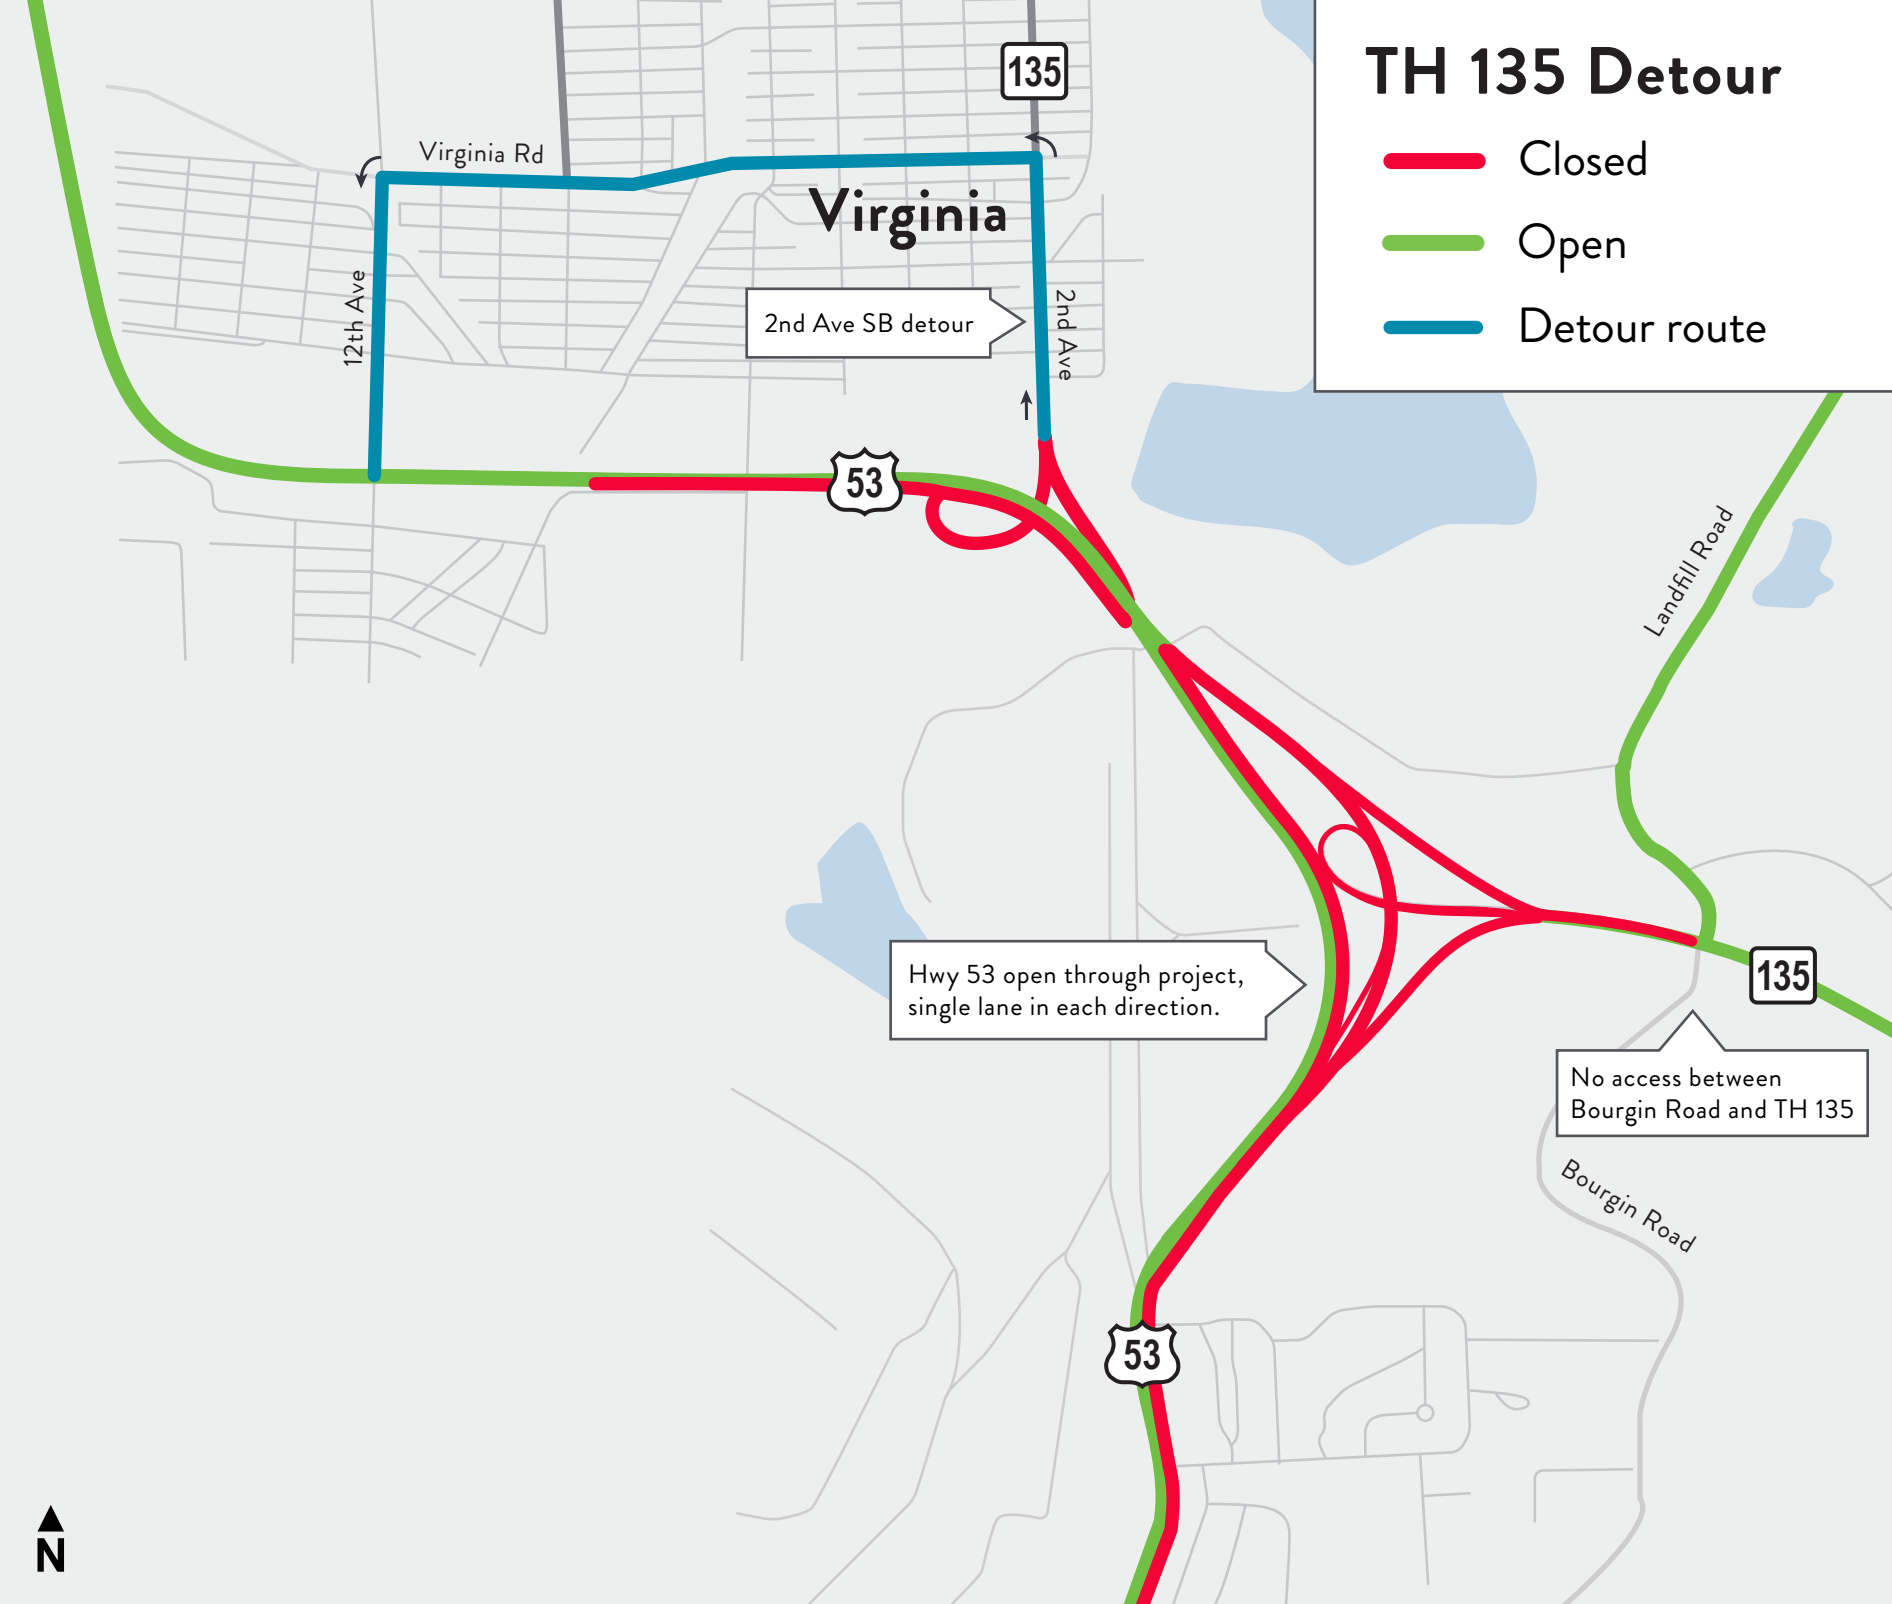 TH 135 Detour
Closed
Open
Detour route
135
Virginia Rd
Virginia
12th Ave
2nd Ave SB detour
2nd Ave
53
Landfill Road
Hwy 53 open through project,
single lane in each direction.
135
No access between
Bourgin Road and TH 135
Bourgin Road
53
N